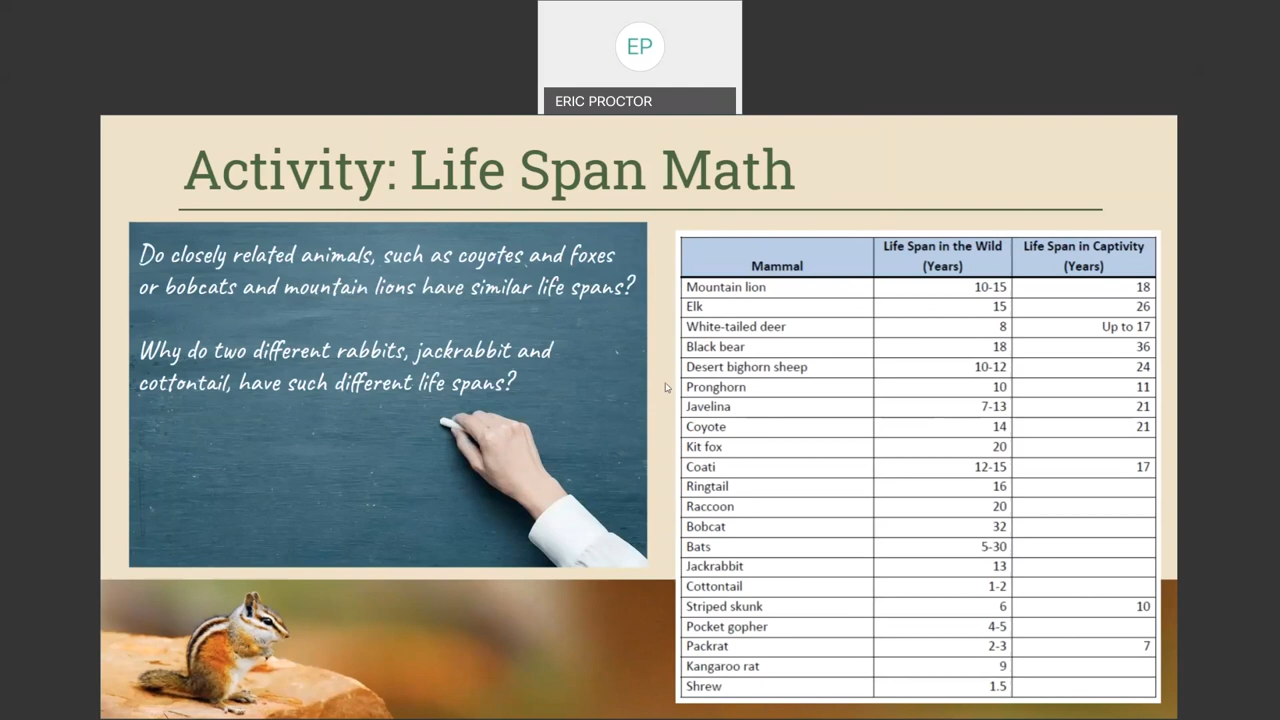 EP
ERIC PROCTOR
Activity: Life Span Math
Do closely related animals, such as coyotes and foxes
or bobcats and mountain lions have similar life spans?
Why do two different rabbits, jackrabbit and
cottontail, have such different life spans?
Mammal Life Span in the Wild (Years) Life Span in Captivity (Years)
Mountain lion 10-15 18
Elk 15 26
White-tailed deer 8 Up to 17
Black bear 18 36
Desert bighorn sheep 10-12 24
Pronghorn 10 11
Javelina 7-13 21
Coyote 14 21
Kit fox 20
Coati 12-15 17
Ringtail 16
Raccoon 20
Bobcat 32
Bats 5-30
Jackrabbit 13
Cottontail 1-2
Striped skunk 6 10
Pocket gopher 4-5
Packrat 2-3 7
Kangaroo rat 9
Shrew 1.5